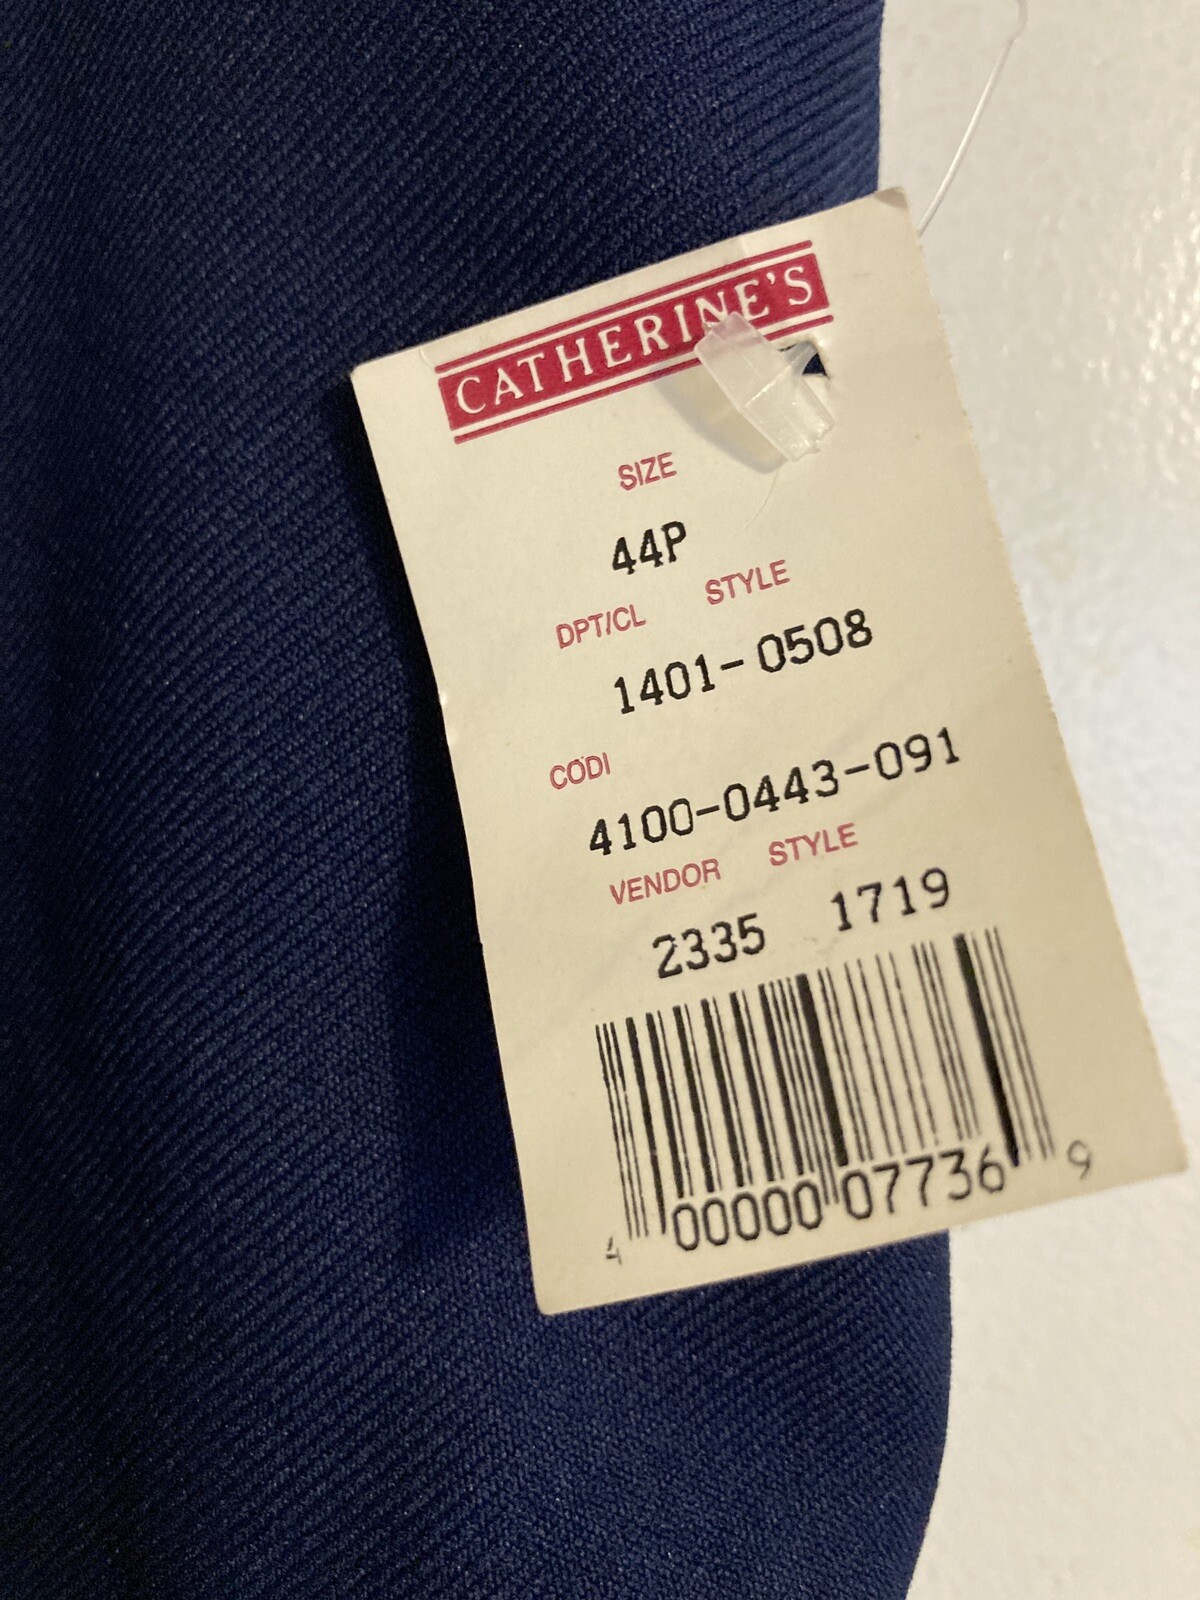 CATHERINE'S
SIZE
44P
DPT/CL STYLE
1401-0508
CODI
4100-0443-091
VENDOR STYLE
2335 1719
4 00000 07736 9